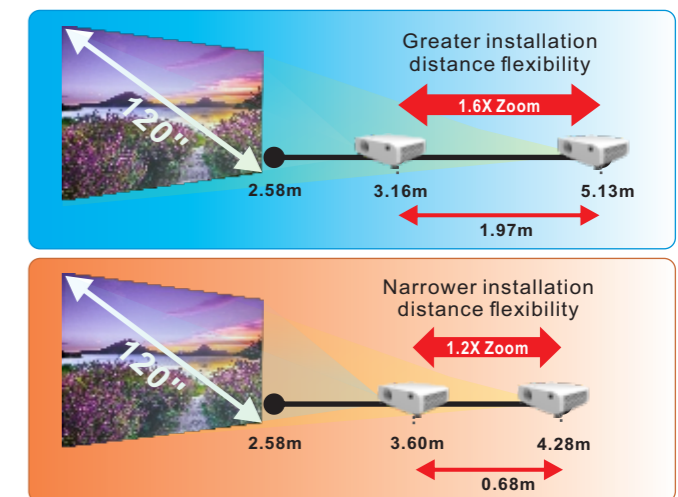 Greater installation
distance flexibility
1.6X Zoom
120"
2.58m
3.16m
5.13m
1.97m
Narrower installation
distance flexibility
1.2X Zoom
120"
2.58m
3.60m
4.28m
0.68m